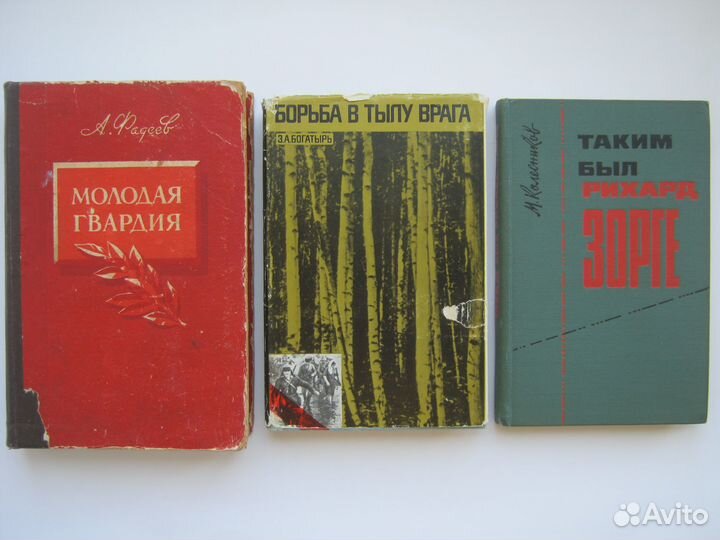 А. Фадеев
МОЛОДАЯ
ГВАРДИЯ
БОРЬБА В ТЫЛУ ВРАГА
З.А.БОГАТЫРЬ
М. Колесников
ТАКИМ
БЫЛ
РИХАРД
ЗОРГЕ
Avito